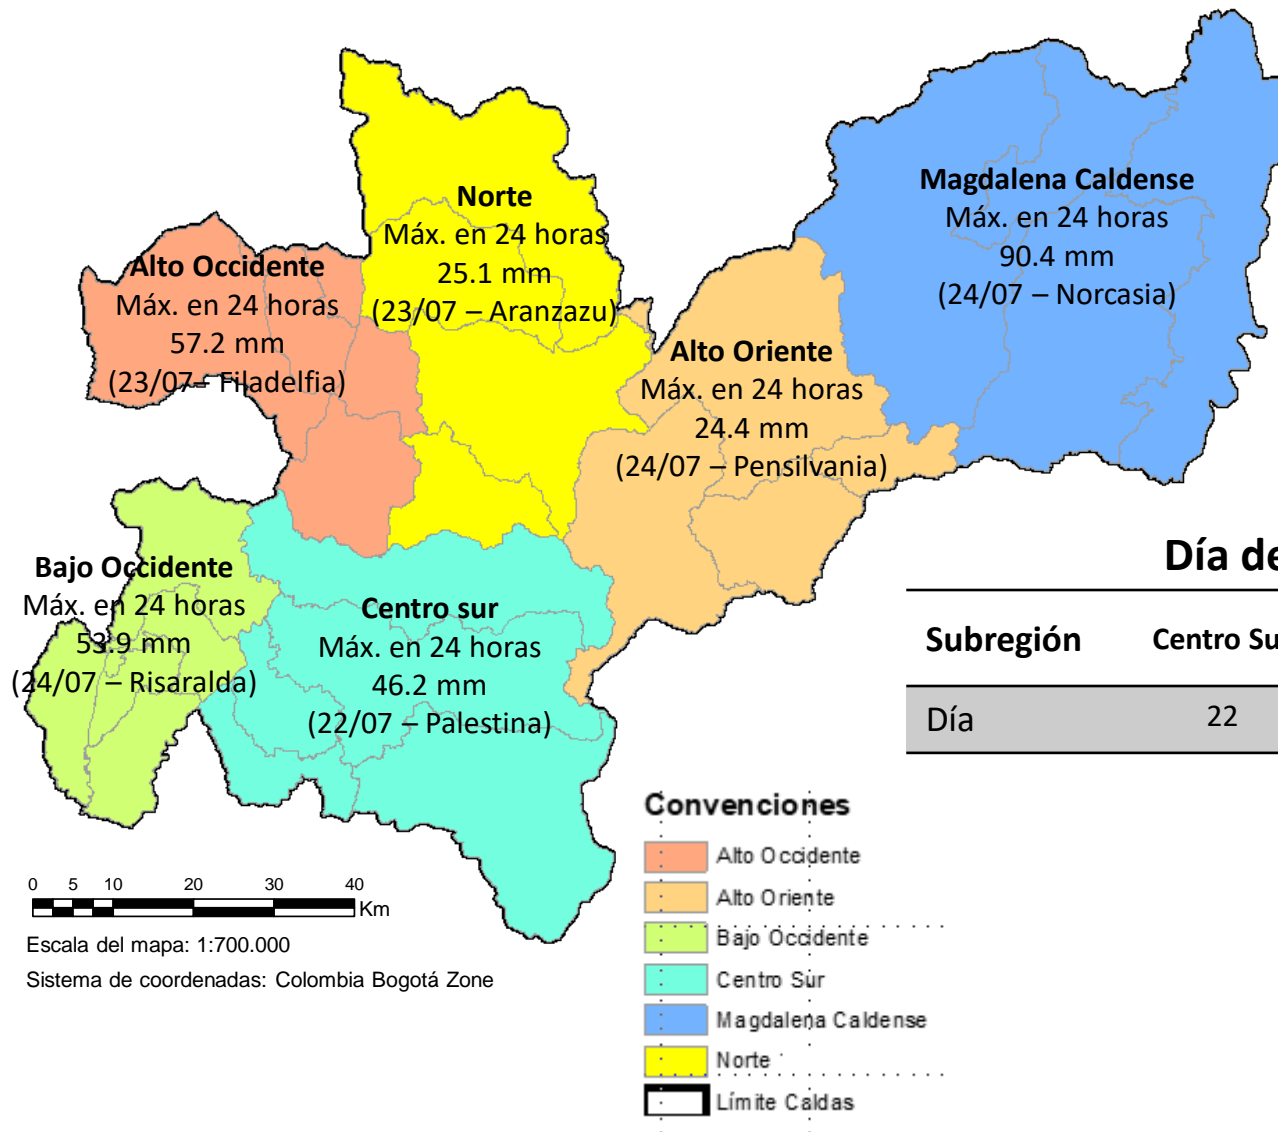 Norte
Máx. en 24 horas
25.1 mm
(23/07 – Aranzazu)
Magdalena Caldense
Máx. en 24 horas
90.4 mm
(24/07 – Norcasia)
Alto Occidente
Máx. en 24 horas
57.2 mm
(23/07– Filadelfia)
Alto Oriente
Máx. en 24 horas
24.4 mm
(24/07 – Pensilvania)
Bajo Occidente
Máx. en 24 horas
53.9 mm
(24/07 – Risaralda)
Centro sur
Máx. en 24 horas
46.2 mm
(22/07 – Palestina)
Día de
Subregión Centro Su
Día 22
Convenciones
Alto Occidente
Alto Oriente
Bajo Occidente
Centro Sur
Magdalena Caldense
Norte
Límite Caldas
0 5 10 20 30 40
Km
Escala del mapa: 1:700.000
Sistema de coordenadas: Colombia Bogotá Zone